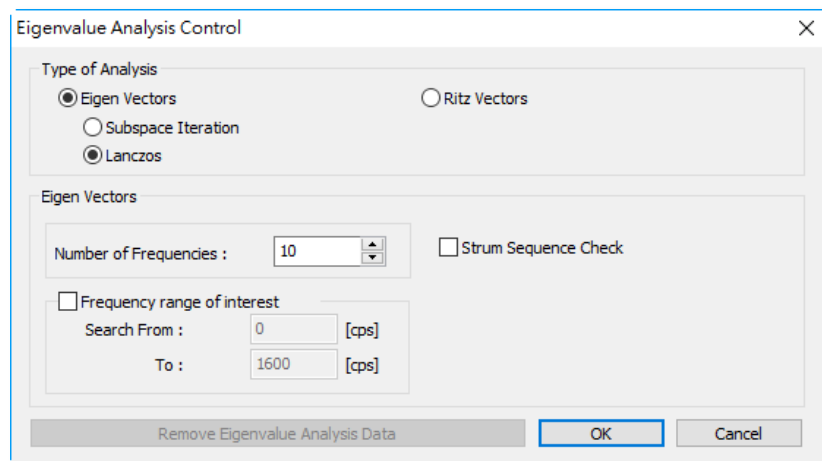 Eigenvalue Analysis Control
Type of Analysis
Eigen Vectors Ritz Vectors
Subspace Iteration
Lanczos
Eigen Vectors
Number of Frequencies : 10 Strum Sequence Check
Frequency range of interest
Search From : 0 [cps]
To : 1600 [cps]
Remove Eigenvalue Analysis Data OK Cancel